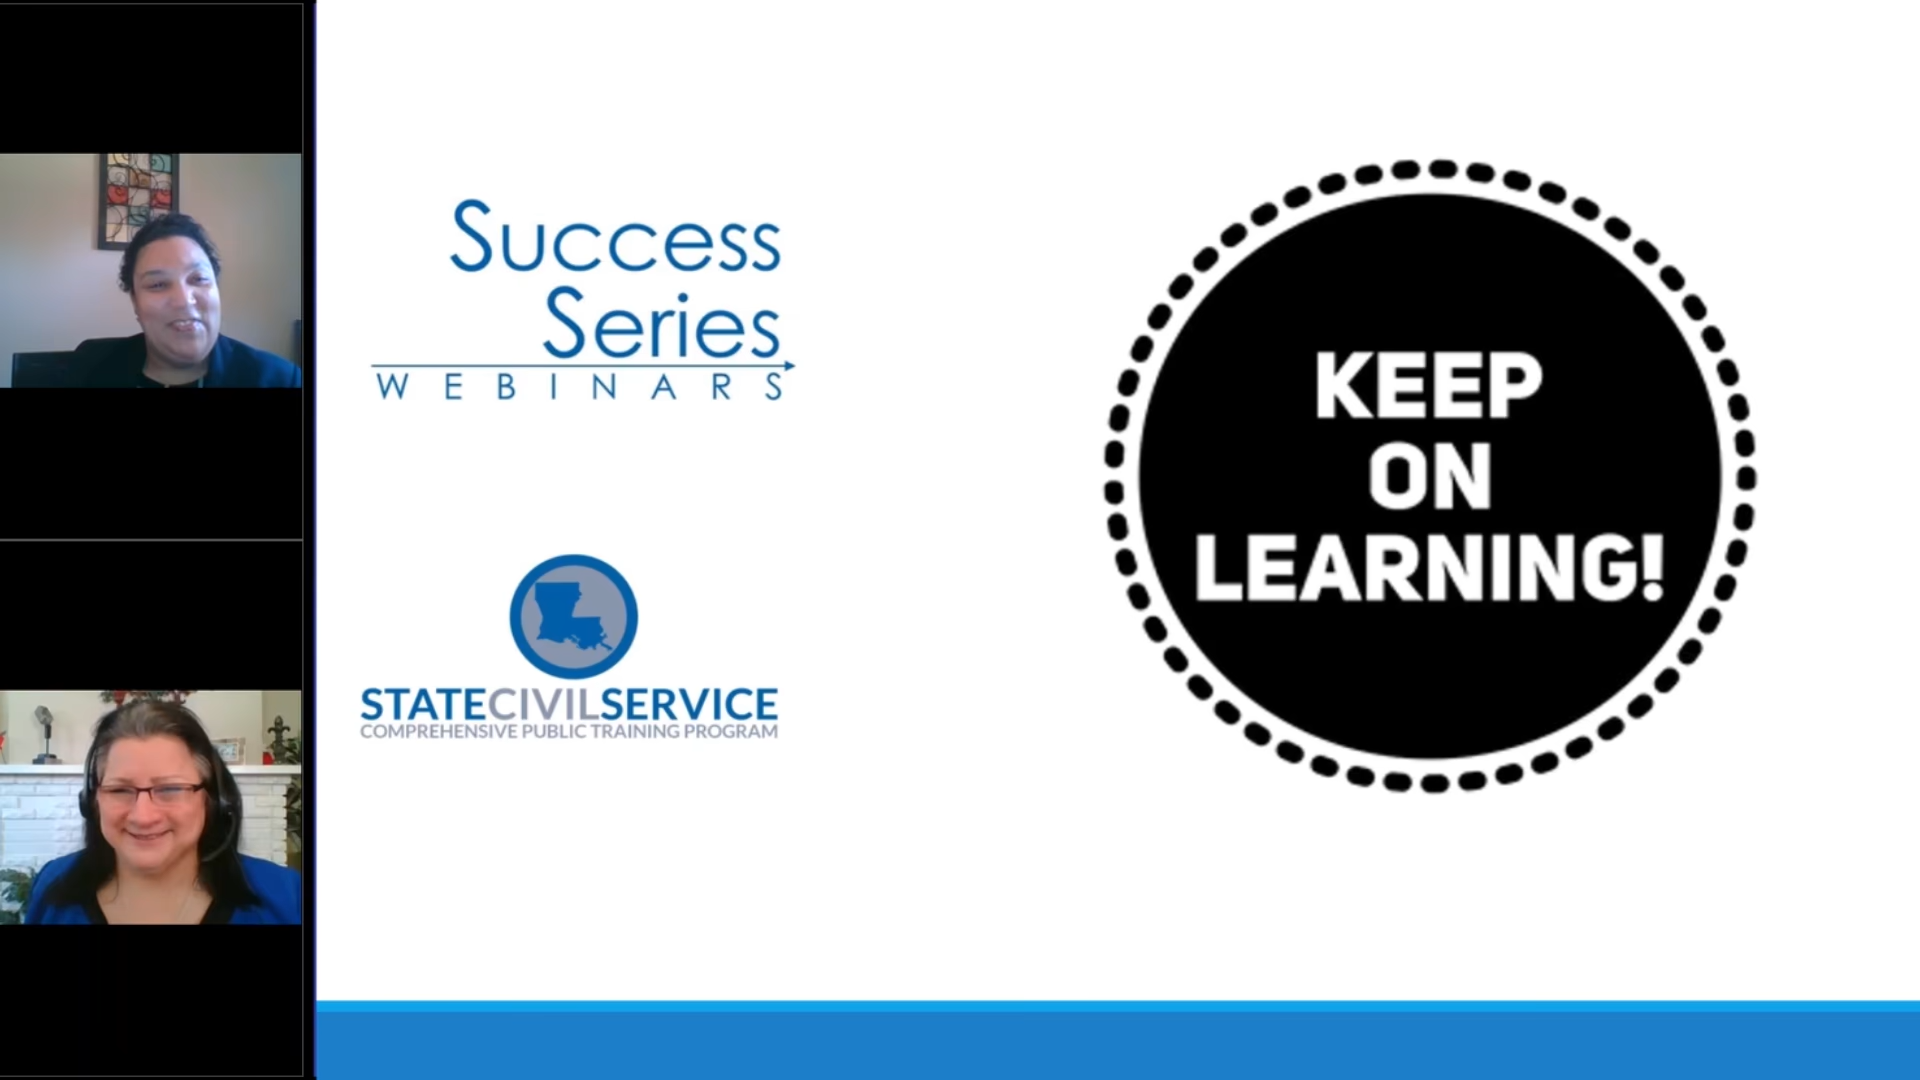 Success
Series
WEBINARS
STATECIVILSERVICE
COMPREHENSIVE PUBLIC TRAINING PROGRAM
KEEP
ON
LEARNING!